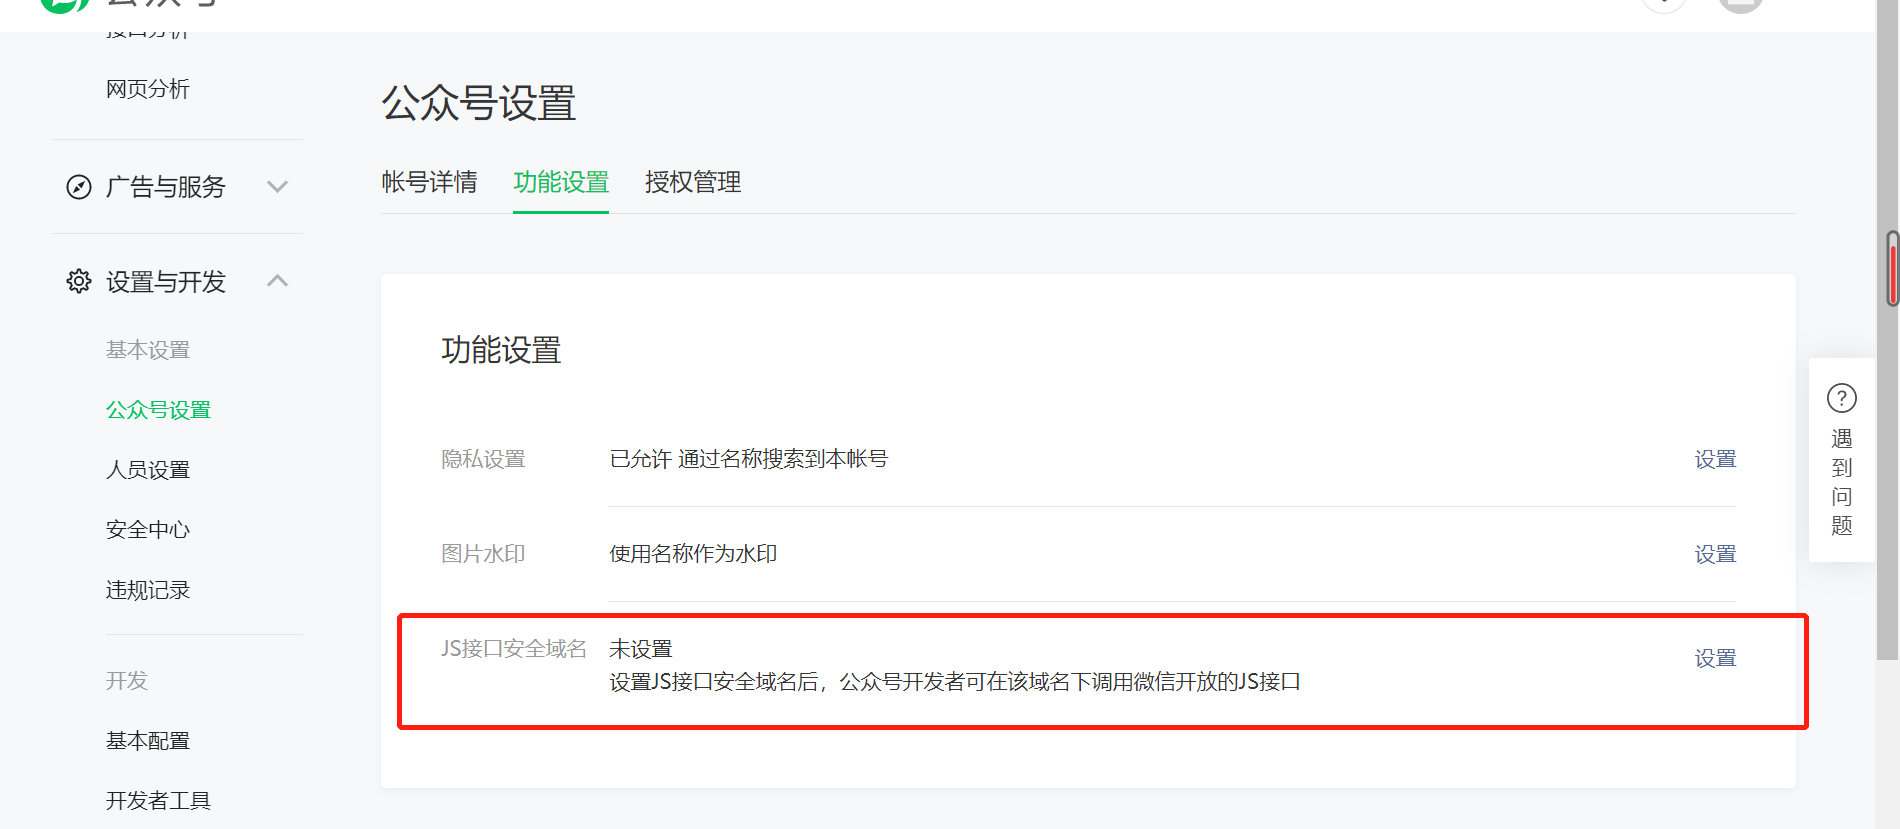 公众号
接口分析
网页分析
广告与服务
设置与开发
基本设置
公众号设置
人员设置
安全中心
违规记录
开发
基本配置
开发者工具
公众号设置
帐号详情 功能设置 授权管理
功能设置
隐私设置 已允许 通过名称搜索到本帐号 设置
图片水印 使用名称作为水印 设置
JS接口安全域名 未设置 设置
设置JS接口安全域名后，公众号开发者可在该域名下调用微信开放的JS接口
?
遇
到
问
题